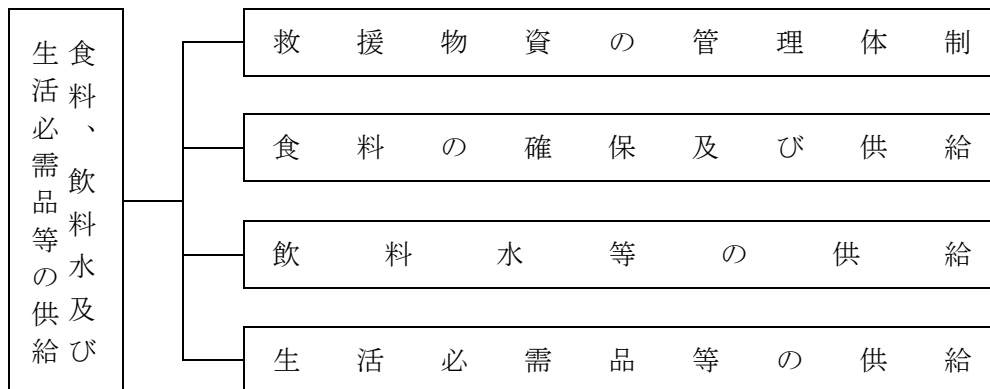 食料、飲料水及び
生活必需品等の供給
救援物資の管理体制
食料の確保及び供給
飲料水等の供給
生活必需品等の供給